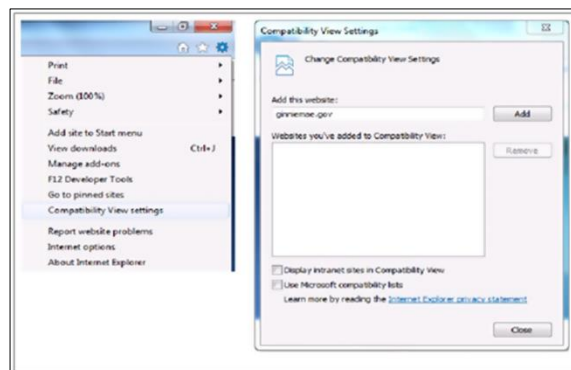 Print
File
Zoom (100%)
Safety
Add site to Start menu
View downloads Ctrl+J
Manage add-ons
F12 Developer Tools
Go to pinned sites
Compatibility View settings
Report website problems
Internet options
About Internet Explorer
Compatibility View Settings
Change Compatibility View Settings
Add this website:
ginniemae.gov Add
Websites you've added to Compatibility View:
Remove
Display intranet sites in Compatibility View
Use Microsoft compatibility lists
Learn more by reading the Internet Explorer privacy statement
Close